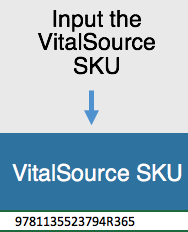 Input the
VitalSource
SKU
VitalSource SKU
9781135523794R365